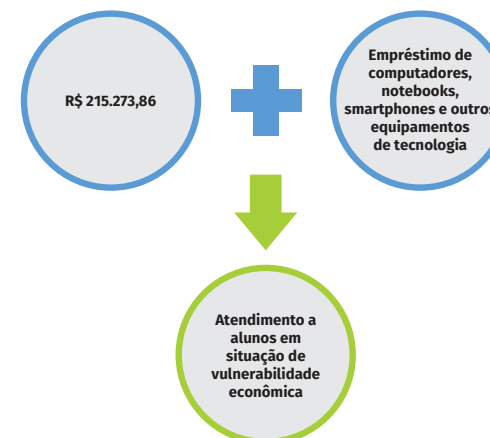 R$ 215.273,86
Empréstimo de
computadores,
notebooks,
smartphones e outros
equipamentos
de tecnologia
Atendimento a
alunos em
situação de
vulnerabilidade
econômica